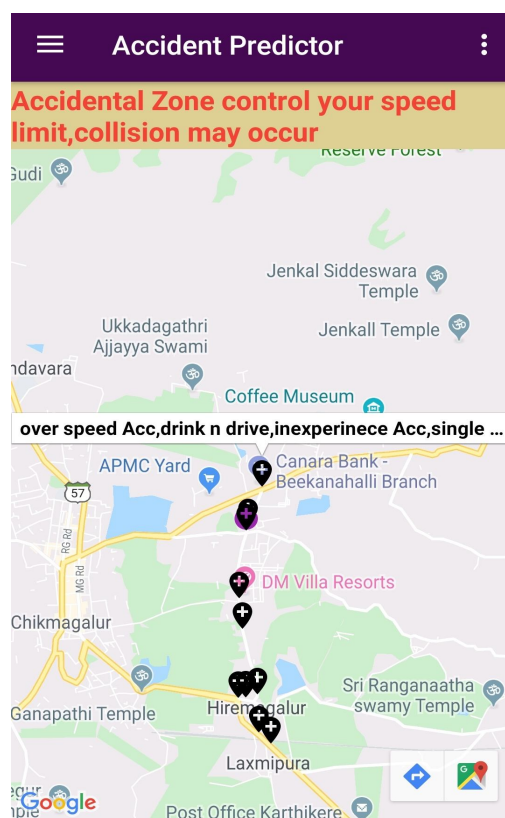 Accident Predictor
Accidental Zone control your speed
limit,collision may occur
Reserve Forest
Gudi
Jenkal Siddeswara
Temple
Jenkall Temple
Ukkadagathri
Ajjayya Swami
ndavara
Coffee Museum
over speed Acc,drink n drive,inexperinece Acc,single ...
APMC Yard
Canara Bank -
Beekanahalli Branch
57
RG Rd
MG Rd
DM Villa Resorts
Chikmagalur
Sri Ranganaatha
swamy Temple
Ganapathi Temple
Hiremagalur
Laxmipura
Google
Post Office Karthikere